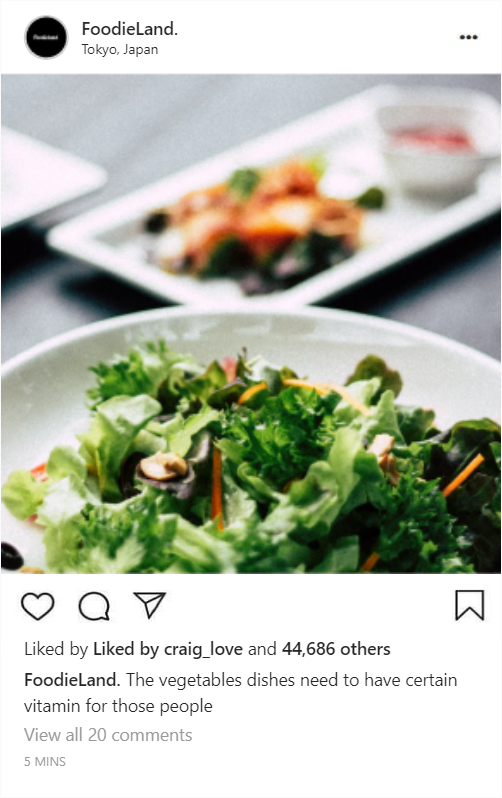 FoodieLand.
Tokyo, Japan
Liked by Liked by craig_love and 44,686 others
FoodieLand. The vegetables dishes need to have certain
vitamin for those people
View all 20 comments
5 MINS